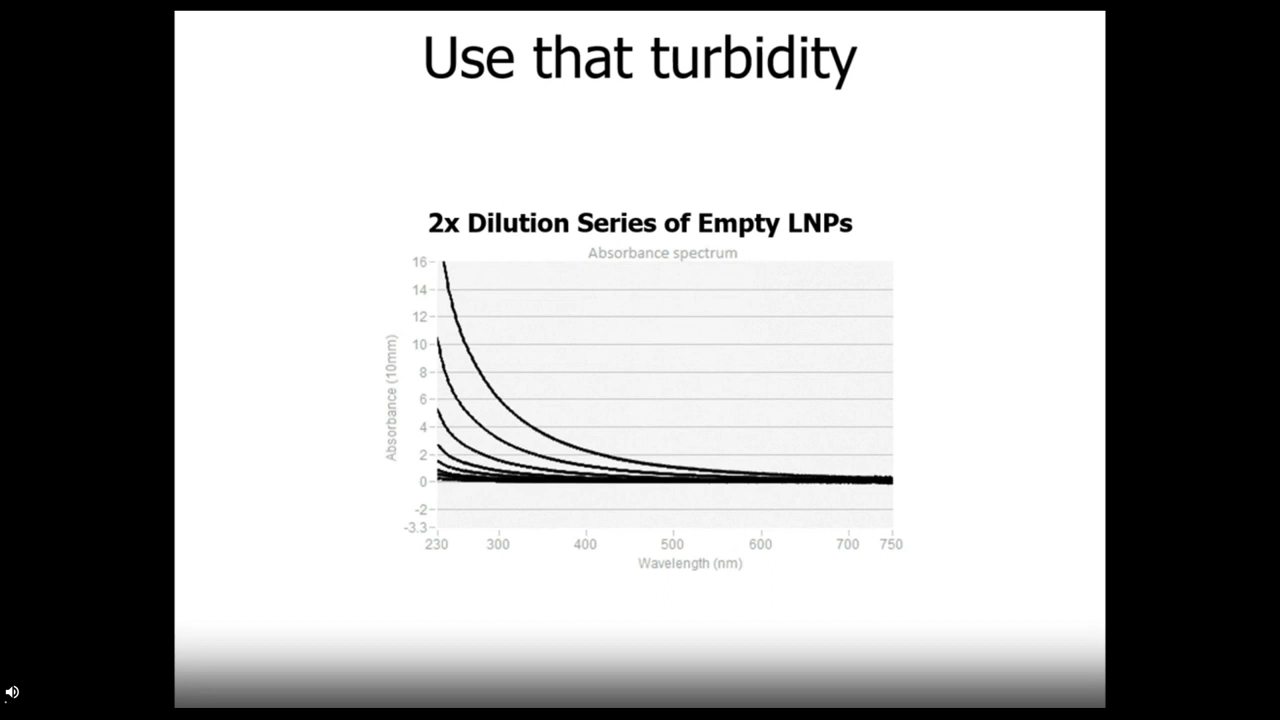 Use that turbidity
2x Dilution Series of Empty LNPs
Absorbance spectrum
16
14
12
10
8
6
4
2
0
-2
-3.3
Absorbance (10mm)
230 300 400 500 600 700 750
Wavelength (nm)